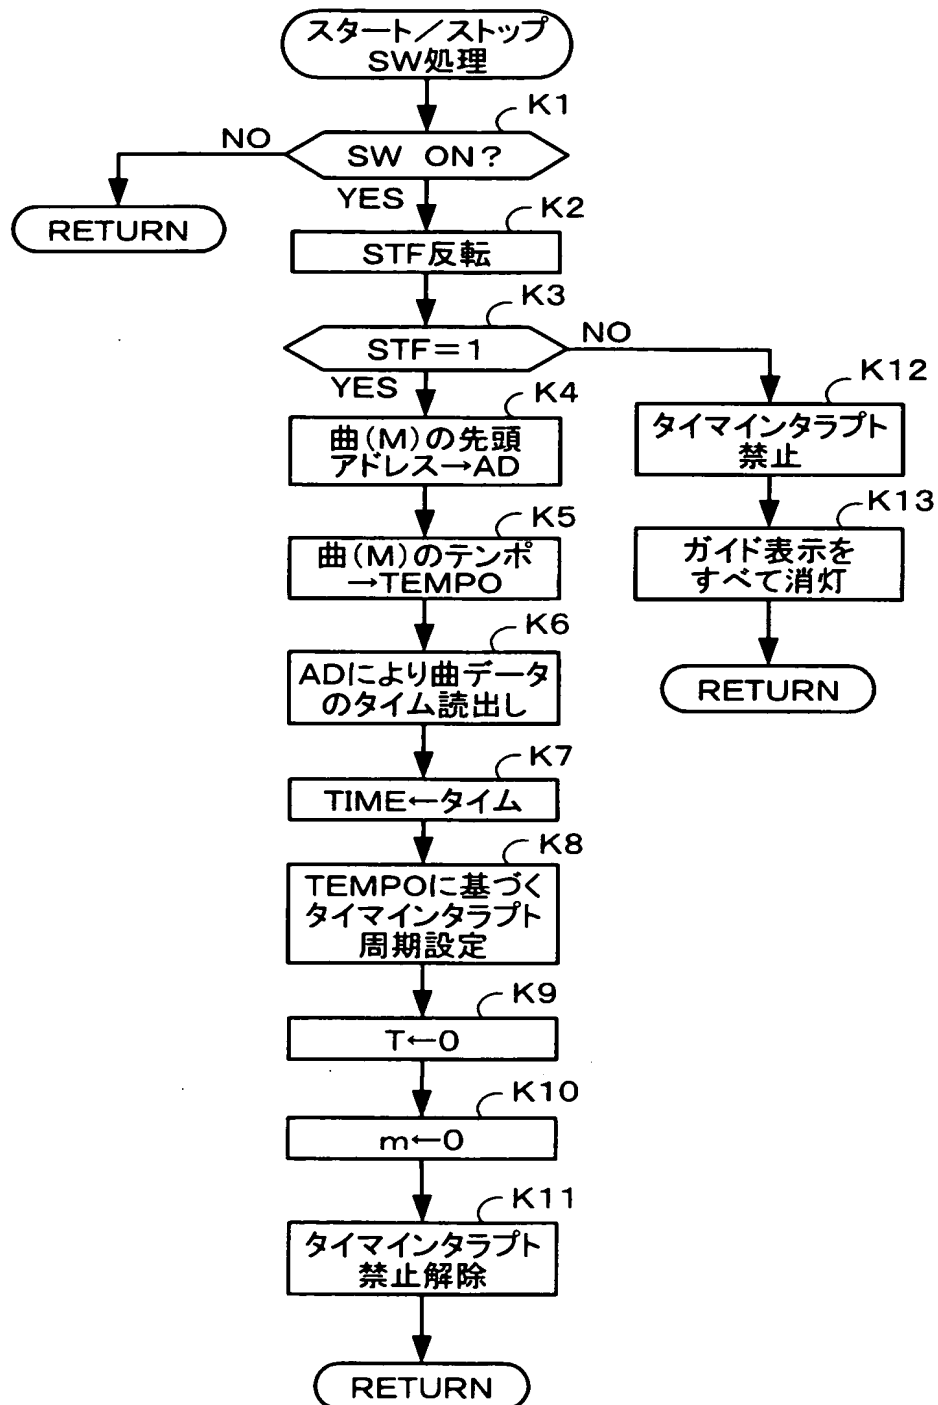 スタート／ストップ
SW処理
K1
SW ON?
NO
YES
RETURN
K2
STF反転
K3
STF=1
NO
YES
K4
曲(M)の先頭
アドレス→AD
K5
曲(M)のテンポ
→TEMPO
K6
ADにより曲データ
のタイム読出し
K7
TIME←タイム
K8
TEMPOに基づく
タイマインタラプト
周期設定
K9
T←0
K10
m←0
K11
タイマインタラプト
禁止解除
RETURN
K12
タイマインタラプト
禁止
K13
ガイド表示を
すべて消灯
RETURN